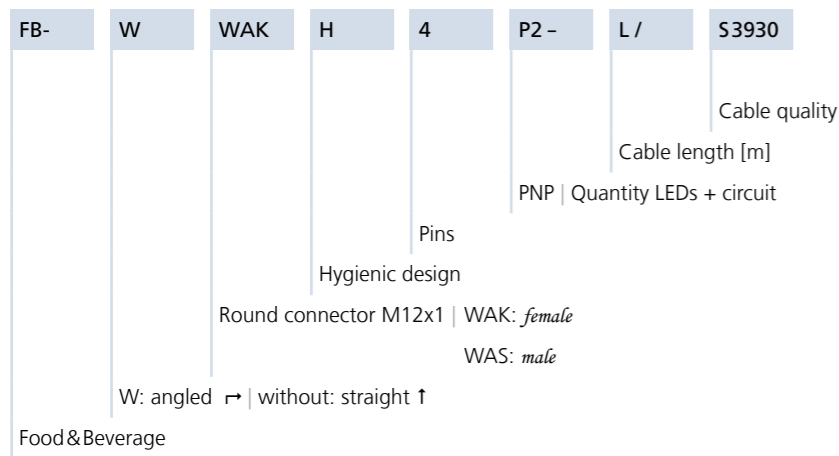 FB- W WAK H 4 P2 – L / S3930
Cable quality
Cable length [m]
PNP | Quantity LEDs + circuit
Pins
Hygienic design
Round connector M12x1 | WAK: female
WAS: male
W: angled ↱ | without: straight ↑
Food&Beverage